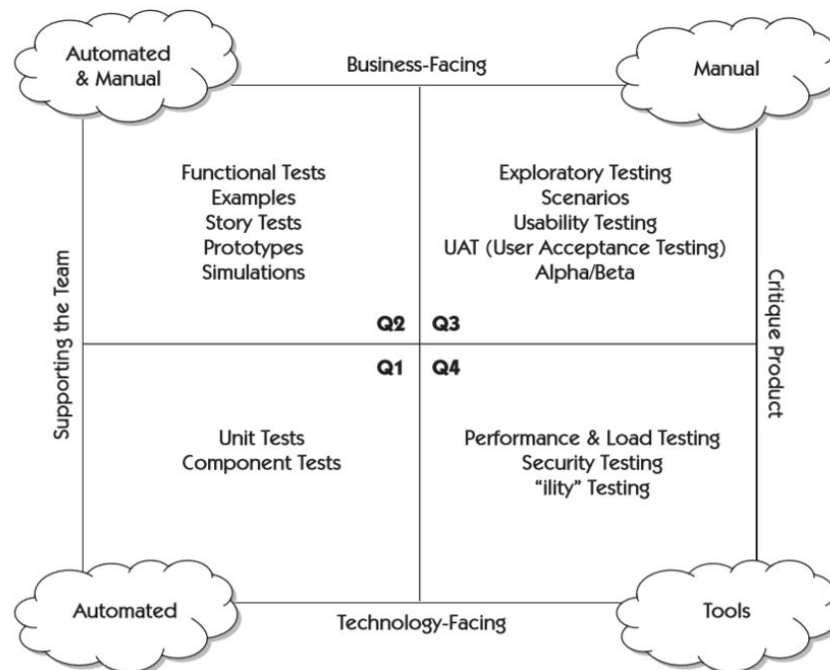 Automated
& Manual
Business-Facing
Manual
Functional Tests
Examples
Story Tests
Prototypes
Simulations
Exploratory Testing
Scenarios
Usability Testing
UAT (User Acceptance Testing)
Alpha/Beta
Supporting the Team
Critique Product
Q2
Q3
Q1
Q4
Unit Tests
Component Tests
Performance & Load Testing
Security Testing
“ility” Testing
Automated
Technology-Facing
Tools